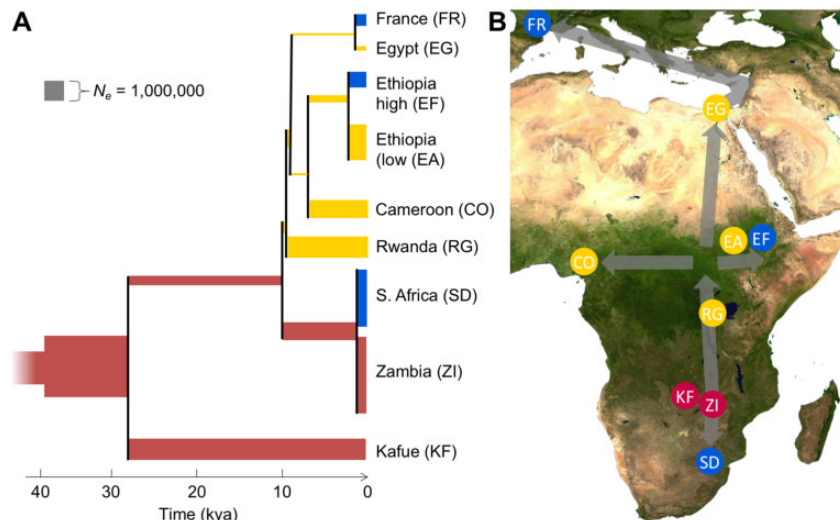 A
Nₑ = 1,000,000
France (FR)
Egypt (EG)
Ethiopia
high (EF)
Ethiopia
(low (EA)
Cameroon (CO)
Rwanda (RG)
S. Africa (SD)
Zambia (ZI)
Kafue (KF)
40
30
20
10
0
Time (kya)
B
FR
EG
EA
EF
CO
RG
KF
ZI
SD